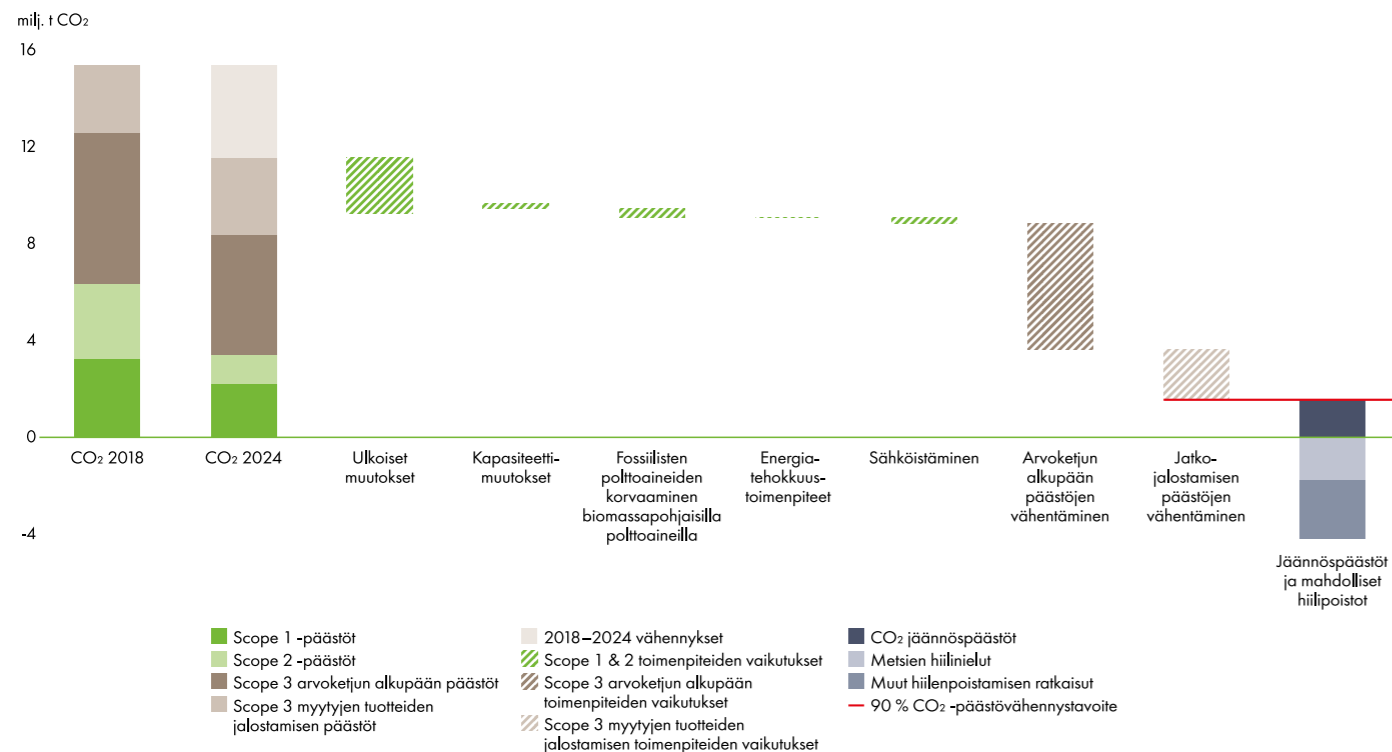 milj. t CO₂
16
12
8
4
0
-4
CO₂ 2018
CO₂ 2024
Ulkoiset
muutokset
Kapasiteetti-
muutokset
Fossiilisten
polttoaineiden
korvaaminen
biomassapohjaisilla
polttoaineilla
Energia-
tehokkuus-
toimenpiteet
Sähköistäminen
Arvoketjun
alkupään
päästöjen
vähentäminen
Jatko-
jalostamisen
päästöjen
vähentäminen
Jäännöspäästöt
ja mahdolliset
hiilipoistot
Scope 1 -päästöt
Scope 2 -päästöt
Scope 3 arvoketjun alkupään päästöt
Scope 3 myytyjen tuotteiden
jalostamisen päästöt
2018–2024 vähennykset
Scope 1 & 2 toimenpiteiden vaikutukset
Scope 3 arvoketjun alkupään
toimenpiteiden vaikutukset
Scope 3 myytyjen tuotteiden
jalostamisen toimenpiteiden vaikutukset
CO₂ jäännöspäästöt
Metsien hiilinielut
Muut hiilenpoistamisen ratkaisut
90 % CO₂ -päästövähennystavoite